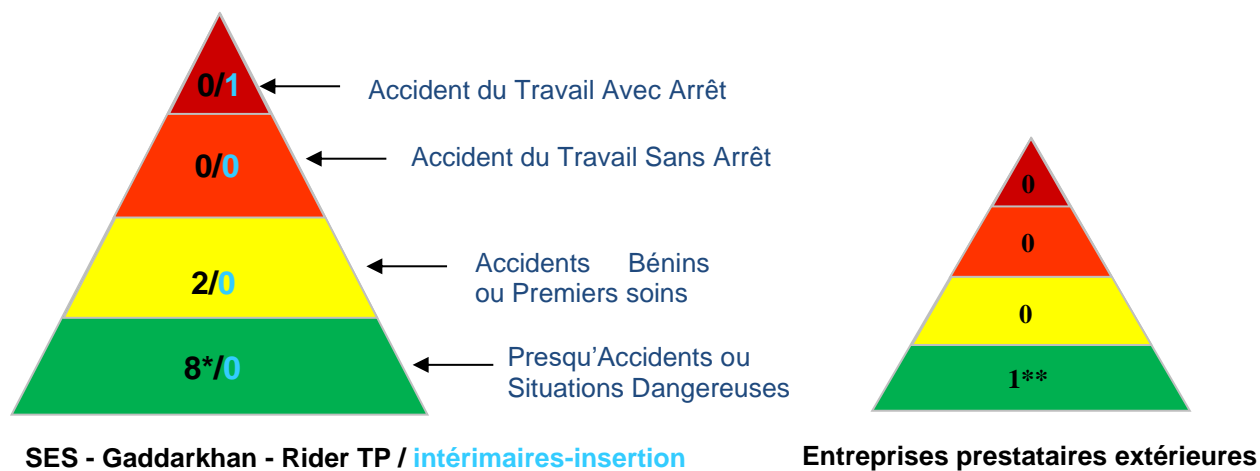 0/1
Accident du Travail Avec Arrêt
0/0
Accident du Travail Sans Arrêt
2/0
Accidents Bénins
ou Premiers soins
8*/0
Presqu'Accidents ou
Situations Dangereuses
SES - Gaddarkhan - Rider TP / intérimaires-insertion
0
0
0
1**
Entreprises prestataires extérieures